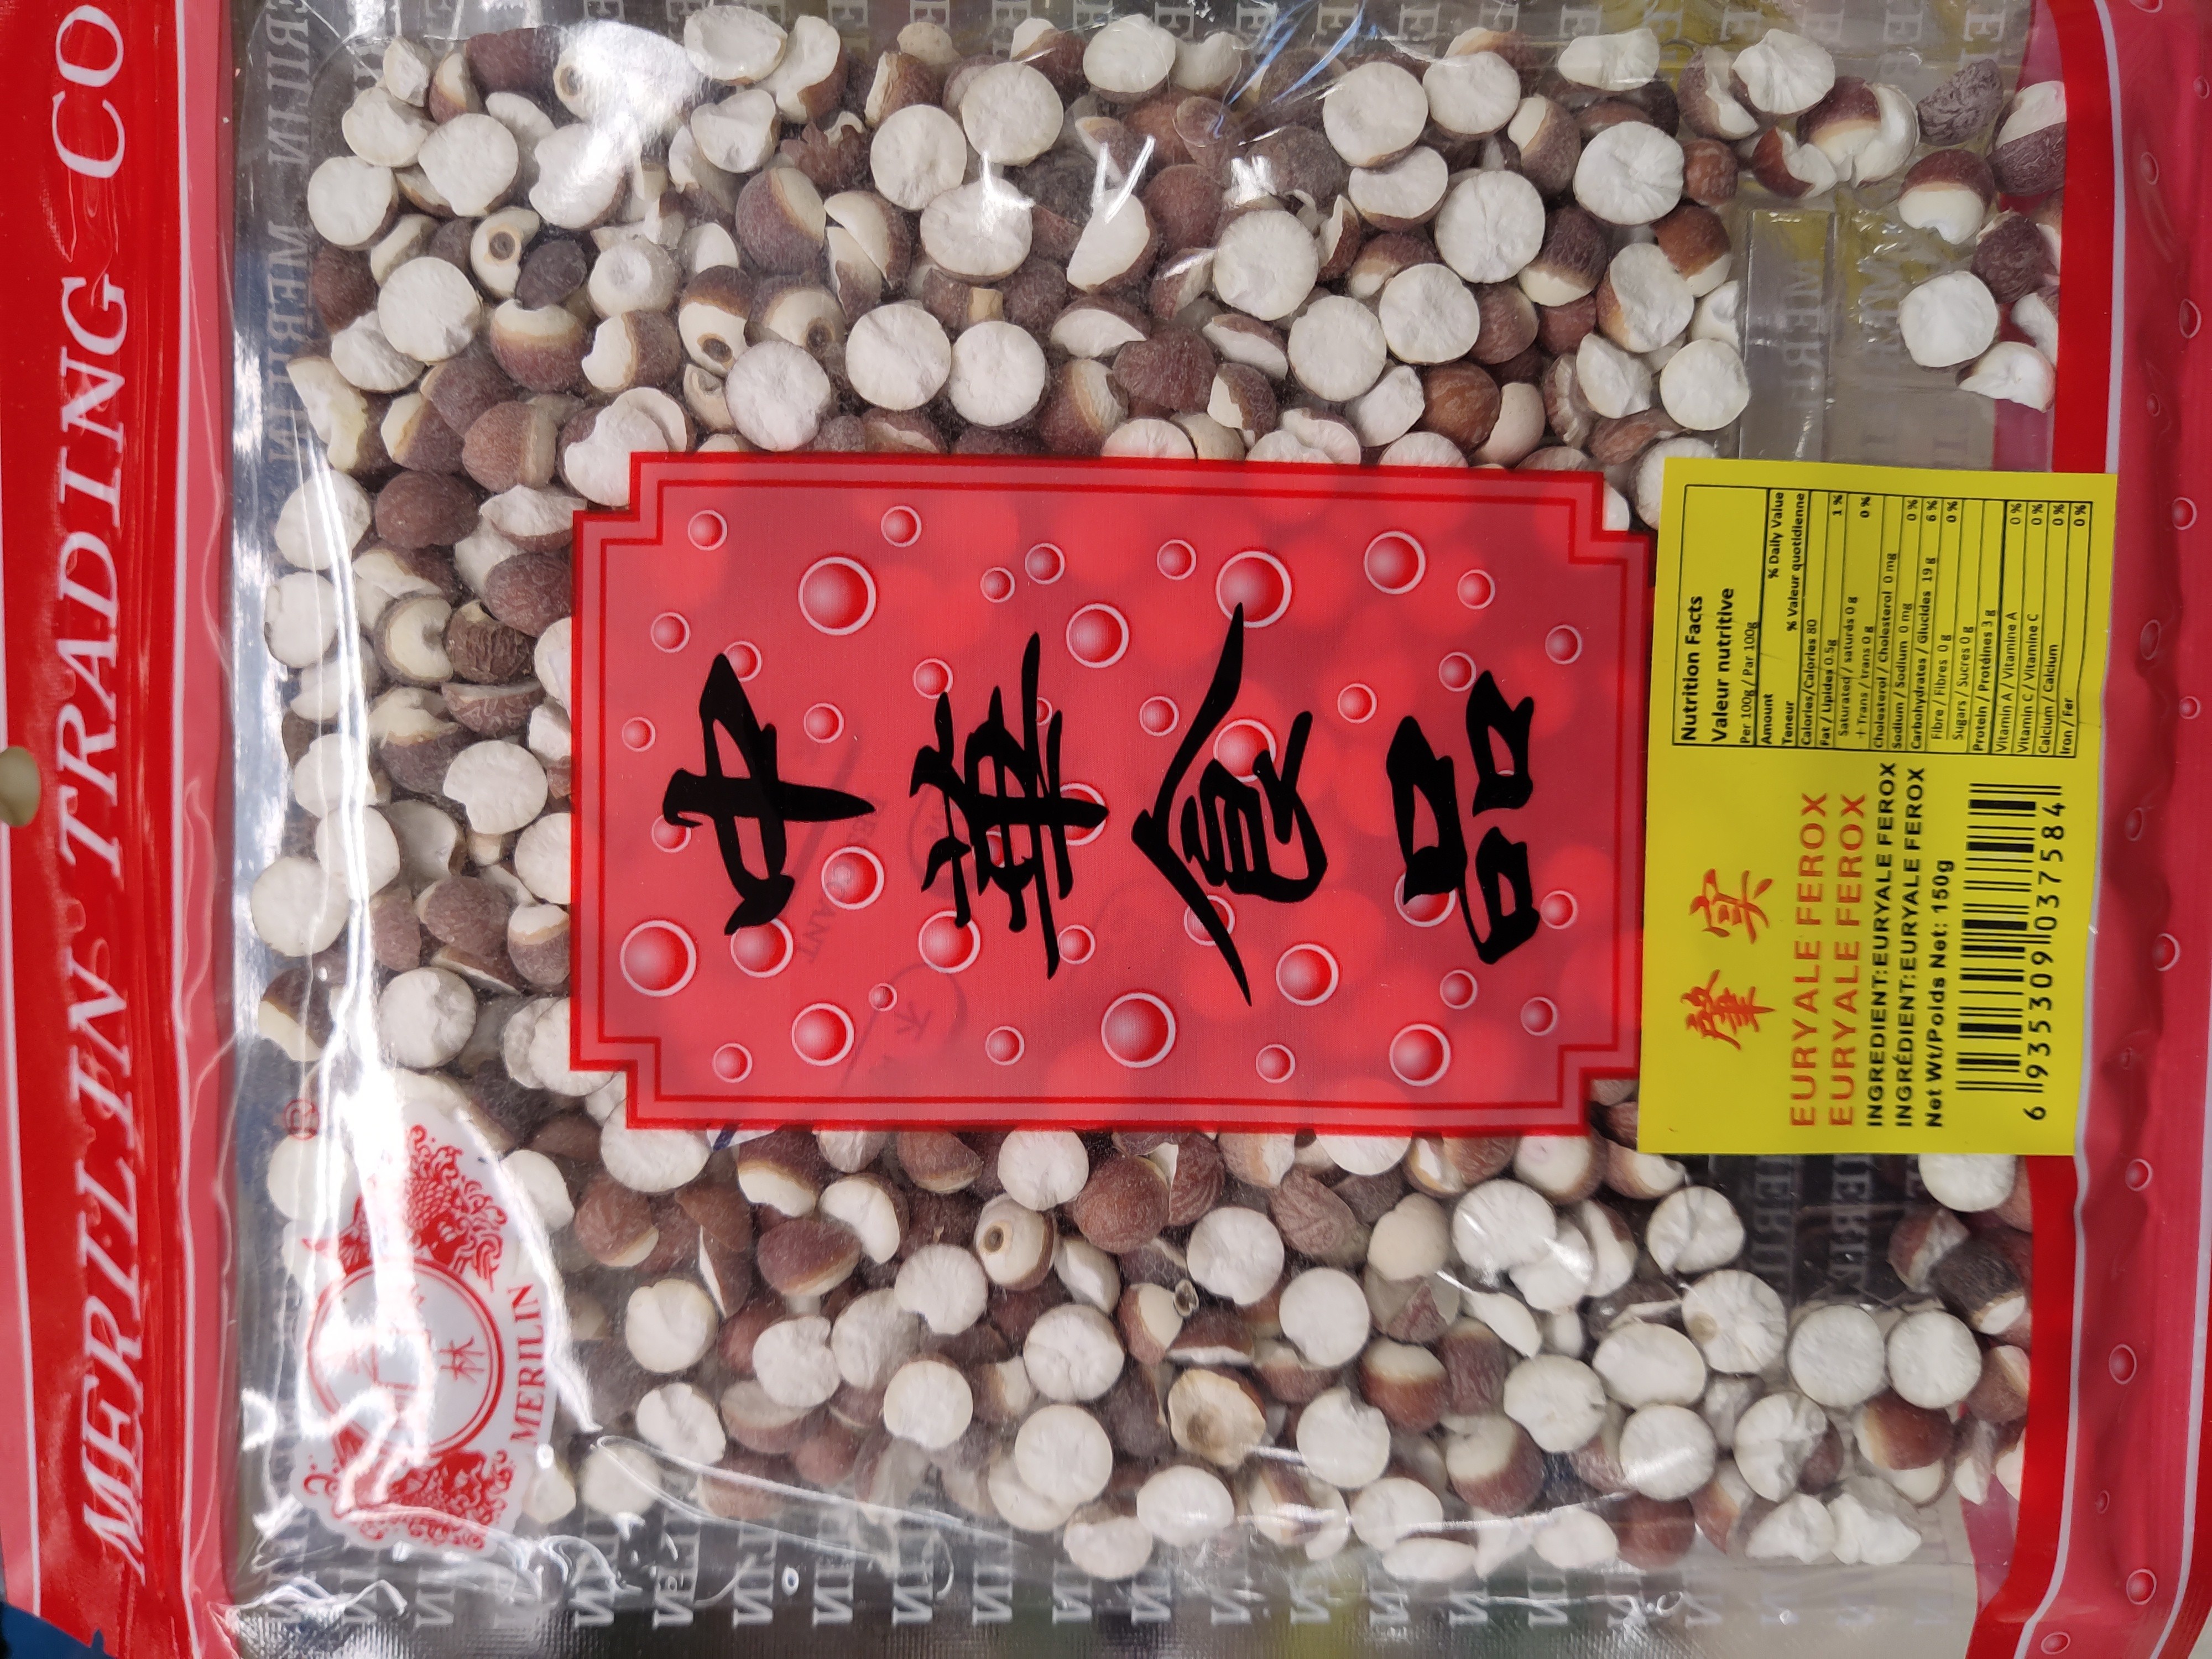 MERILIN TRADING CO
®
林
MERILIN
中華食品
肇实
EURYALE FEROX
EURYALE FEROX
INGREDIENT:EURYALE FEROX
INGRÉDIENT:EURYALE FEROX
Net Wt/Poids Net: 150g
6 935309 037584
Nutrition Facts
Valeur nutritive
Per 100g / Par 100g
Amount % Daily Value
Teneur % Valeur quotidienne
Calories/Calories 80
Fat / Lipides 0.5g 1 %
Saturated / saturés 0 g
+ Trans / trans 0 g 0 %
Cholesterol / cholesterol 0 mg
Sodium / Sodium 0 mg 0 %
Carbohydrates / Glucides 19 g 6 %
Fibre / Fibres 0 g 0 %
Sugars / Sucres 0 g
Protein / Protéines 3 g
Vitamin A / Vitamine A 0 %
Vitamin C / Vitamine C 0 %
Calcium / Calcium 0 %
Iron / Fer 0 %